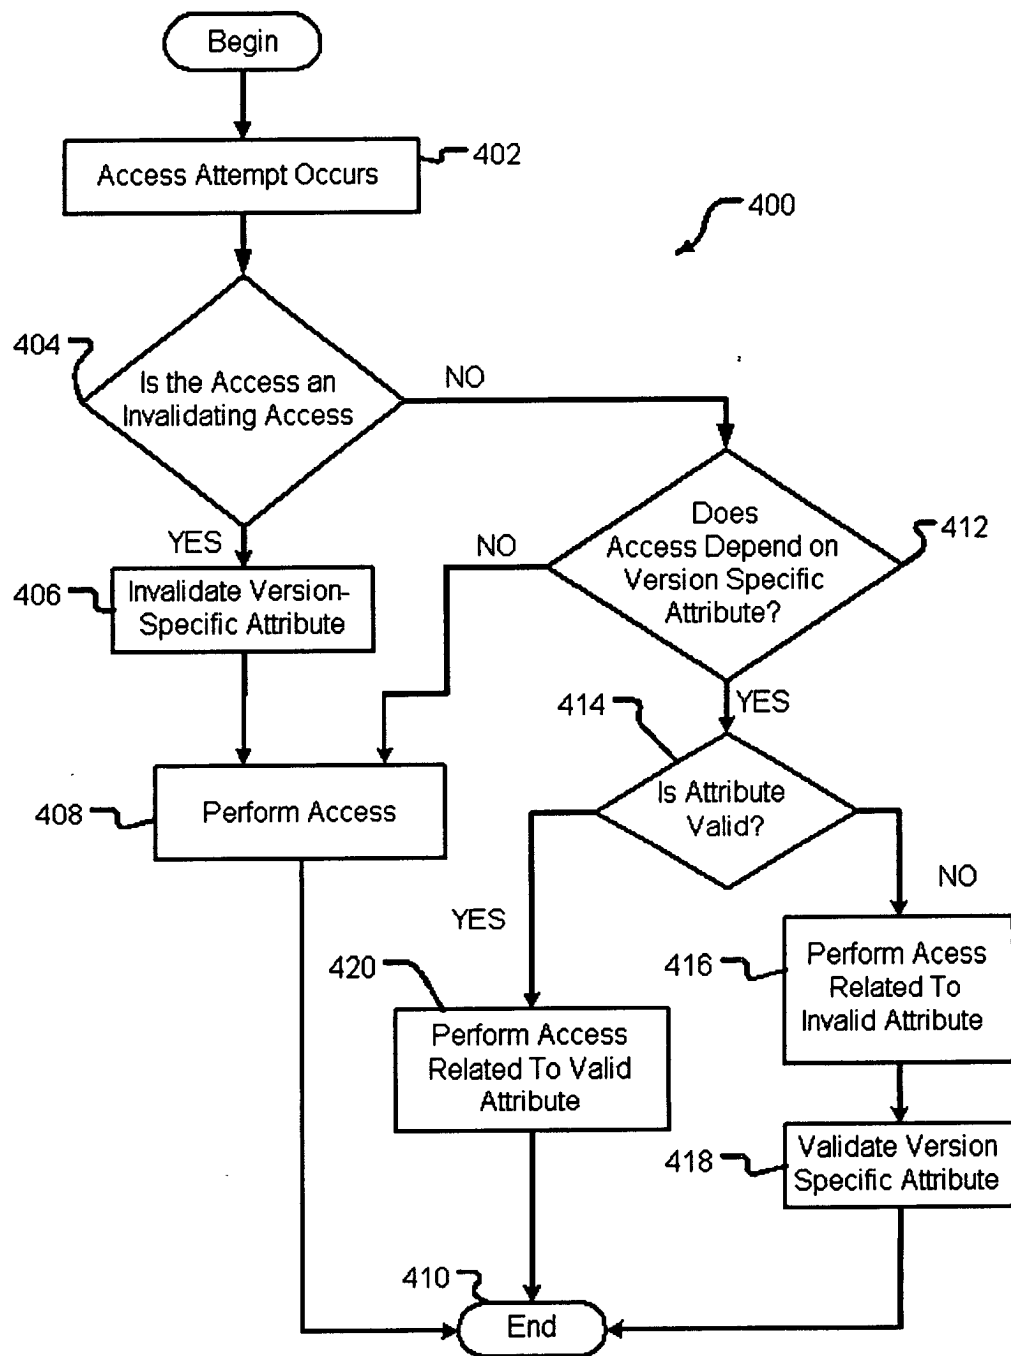 Begin
Access Attempt Occurs
402
400
404
Is the Access an
Invalidating Access
NO
YES
Does
Access Depend on
Version Specific
Attribute?
412
NO
406
Invalidate Version-
Specific Attribute
YES
414
Is Attribute
Valid?
408
Perform Access
YES
NO
420
Perform Access
Related To Valid
Attribute
416
Perform Acess
Related To
Invalid Attribute
418
Validate Version
Specific Attribute
410
End